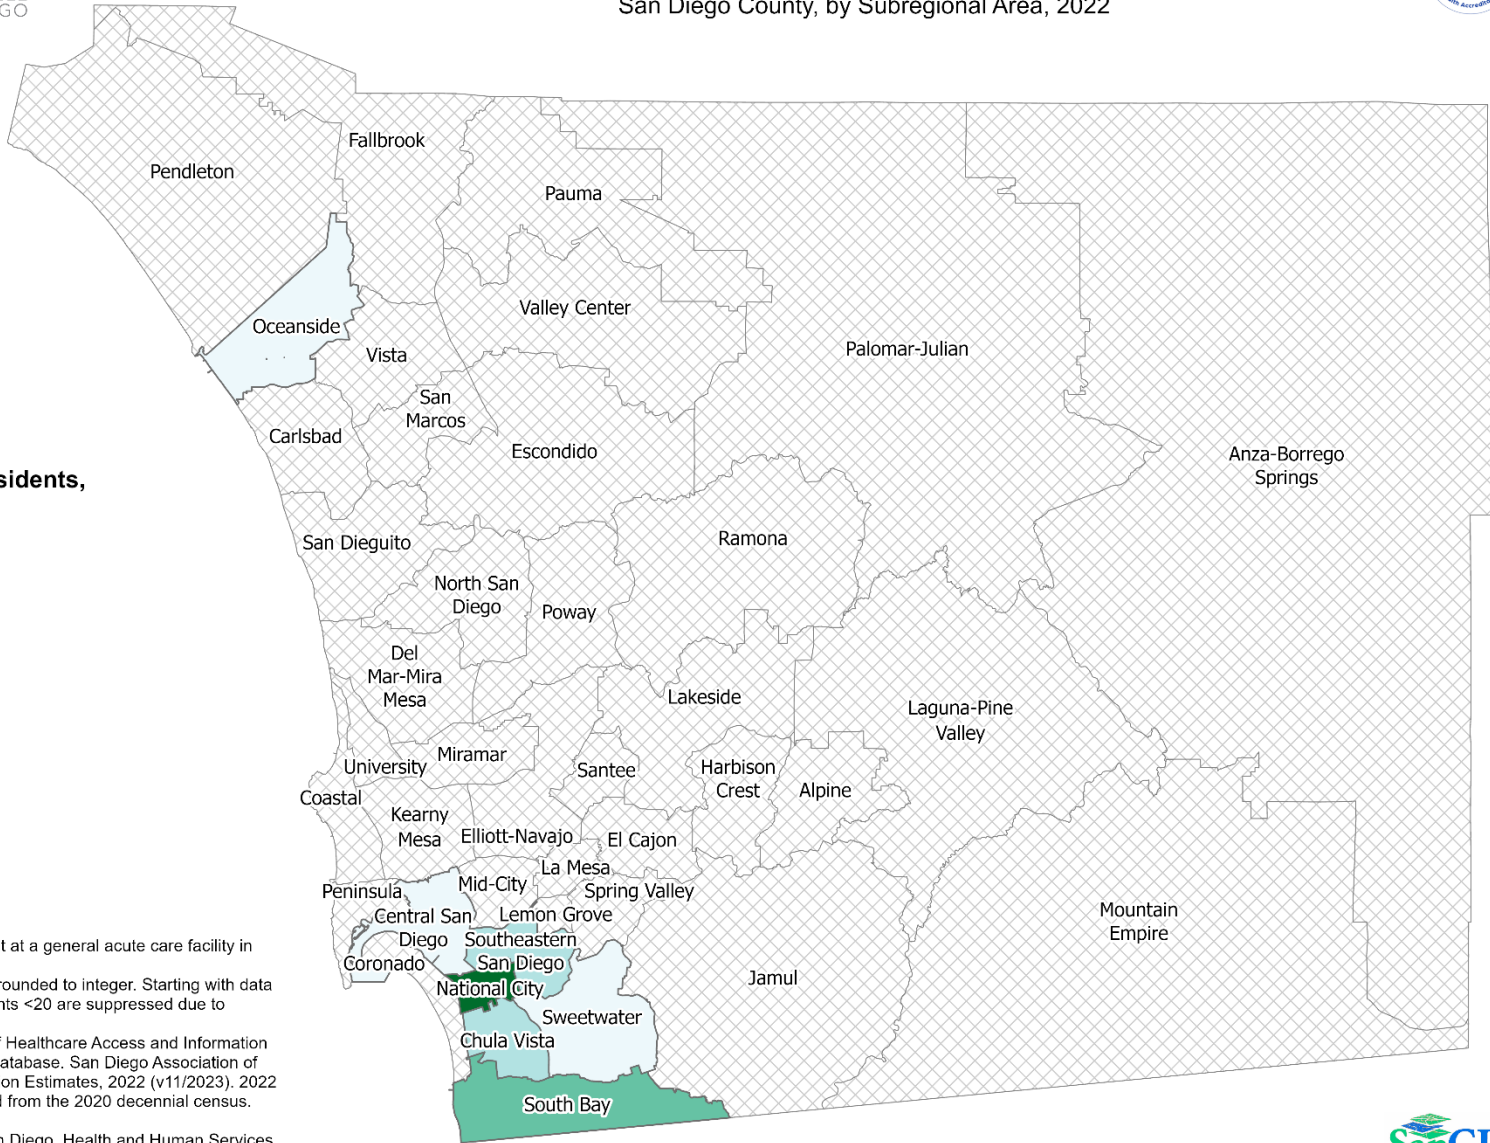 GO
San Diego County, by Subregional Area, 2022
Fallbrook
Pendleton
Pauma
Valley Center
Oceanside
Vista
Palomar-Julian
San
Marcos
Carlsbad
Escondido
Anza-Borrego
Springs
sidents,
Ramona
San Dieguito
North San
Diego
Poway
Del
Mar-Mira
Mesa
Lakeside
Laguna-Pine
Valley
Miramar
University
Santee
Harbison
Crest
Alpine
Coastal
Kearny
Mesa
Elliott-Navajo
El Cajon
La Mesa
Mid-City
Peninsula
Spring Valley
Central San
Diego
Lemon Grove
Mountain
Empire
Southeastern
San Diego
Coronado
Jamul
National City
Sweetwater
Chula Vista
South Bay
t at a general acute care facility in
rounded to integer. Starting with data
nts <20 are suppressed due to
f Healthcare Access and Information
atabase. San Diego Association of
on Estimates, 2022 (v11/2023). 2022
d from the 2020 decennial census.
n Diego, Health and Human Services